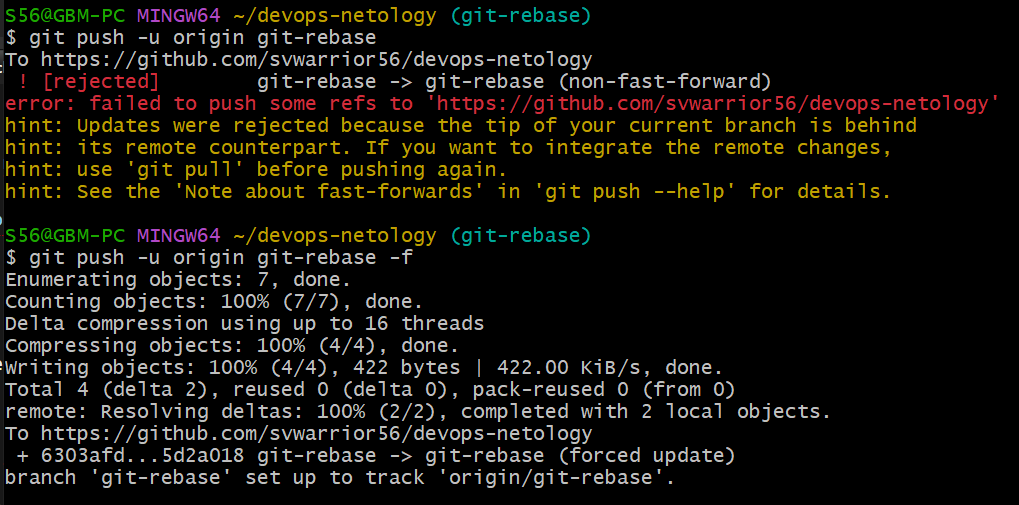 S56@GBM-PC MINGW64 ~/devops-netology (git-rebase)
$ git push -u origin git-rebase
To https://github.com/svwarrior56/devops-netology
 ! [rejected]        git-rebase -> git-rebase (non-fast-forward)
error: failed to push some refs to 'https://github.com/svwarrior56/devops-netology'
hint: Updates were rejected because the tip of your current branch is behind
hint: its remote counterpart. If you want to integrate the remote changes,
hint: use 'git pull' before pushing again.
hint: See the 'Note about fast-forwards' in 'git push --help' for details.
S56@GBM-PC MINGW64 ~/devops-netology (git-rebase)
$ git push -u origin git-rebase -f
Enumerating objects: 7, done.
Counting objects: 100% (7/7), done.
Delta compression using up to 16 threads
Compressing objects: 100% (4/4), done.
Writing objects: 100% (4/4), 422 bytes | 422.00 KiB/s, done.
Total 4 (delta 2), reused 0 (delta 0), pack-reused 0 (from 0)
remote: Resolving deltas: 100% (2/2), completed with 2 local objects.
To https://github.com/svwarrior56/devops-netology
 + 6303afd...5d2a018 git-rebase -> git-rebase (forced update)
branch 'git-rebase' set up to track 'origin/git-rebase'.